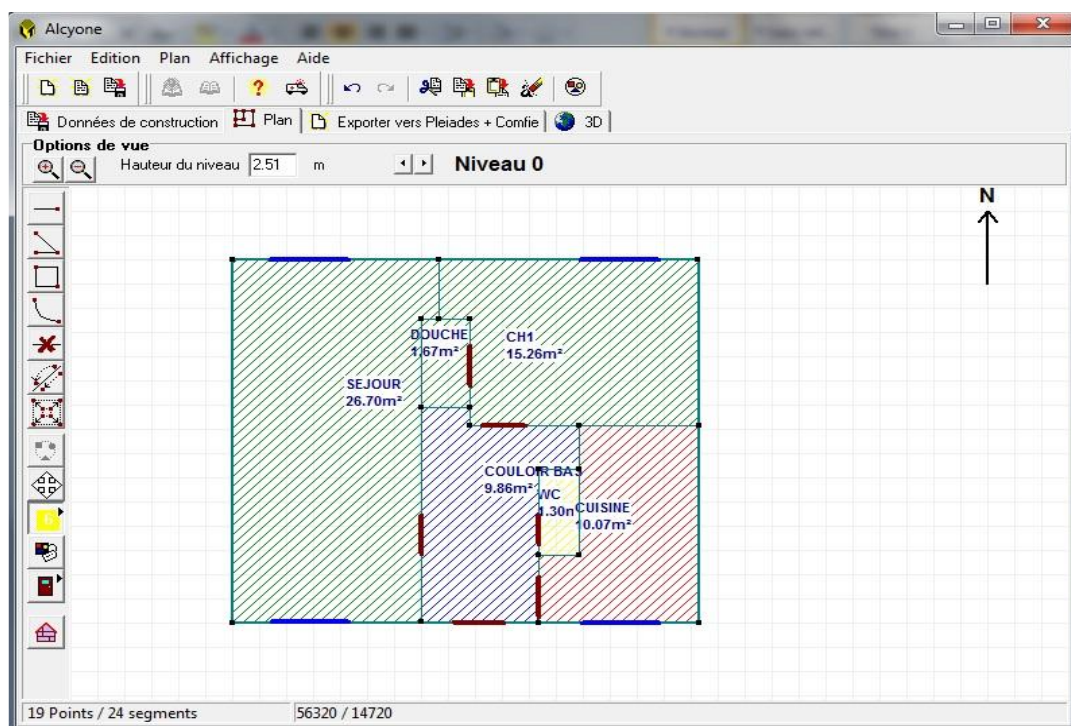 Alcyone
Fichier Edition Plan Affichage Aide
Données de construction Plan Exporter vers Pleiades + Comfie 3D
Options de vue
Hauteur du niveau 2.51 m Niveau 0
N
DOUCHE
1.67m²
CH1
15.26m²
SEJOUR
26.70m²
COULOIR BAS
9.86m²
WC
1.30m
CUISINE
10.07m²
6
19 Points / 24 segments 56320 / 14720